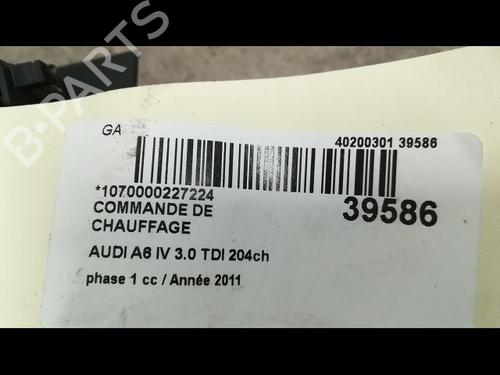 GA
40200301 39586
*1070000227224
39586
COMMANDE DE
CHAUFFAGE
AUDI A6 IV 3.0 TDI 204ch
phase 1 cc / Année 2011
B-PARTS